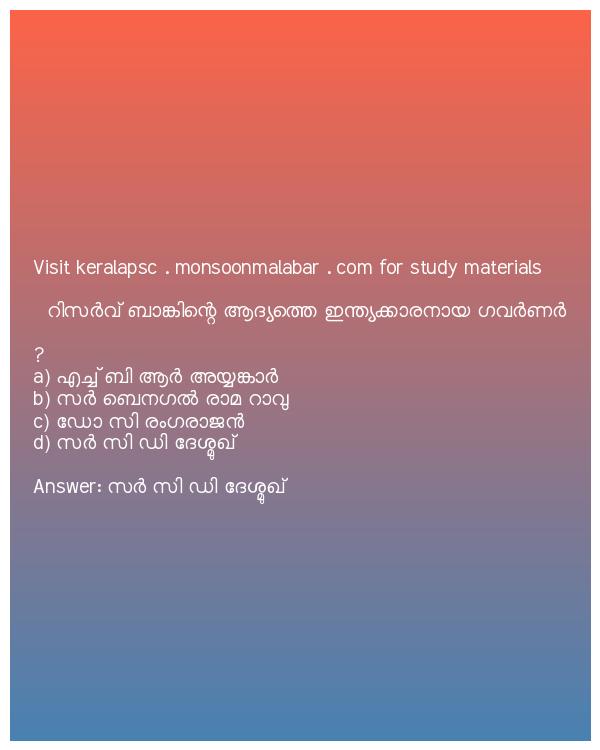 Visit keralapsc . monsoonmalabar . com for study materials
റിസർവ് ബാങ്കിന്റെ ആദ്യത്തെ ഇന്ത്യക്കാരനായ ഗവർണർ
?
a) എച്ച് ബി ആർ അയ്യങ്കാർ
b) സർ ബെനഗൽ രാമ റാവു
c) ഡോ സി രംഗരാജൻ
d) സർ സി ഡി ദേശ്മുഖ്
Answer: സർ സി ഡി ദേശ്മുഖ്